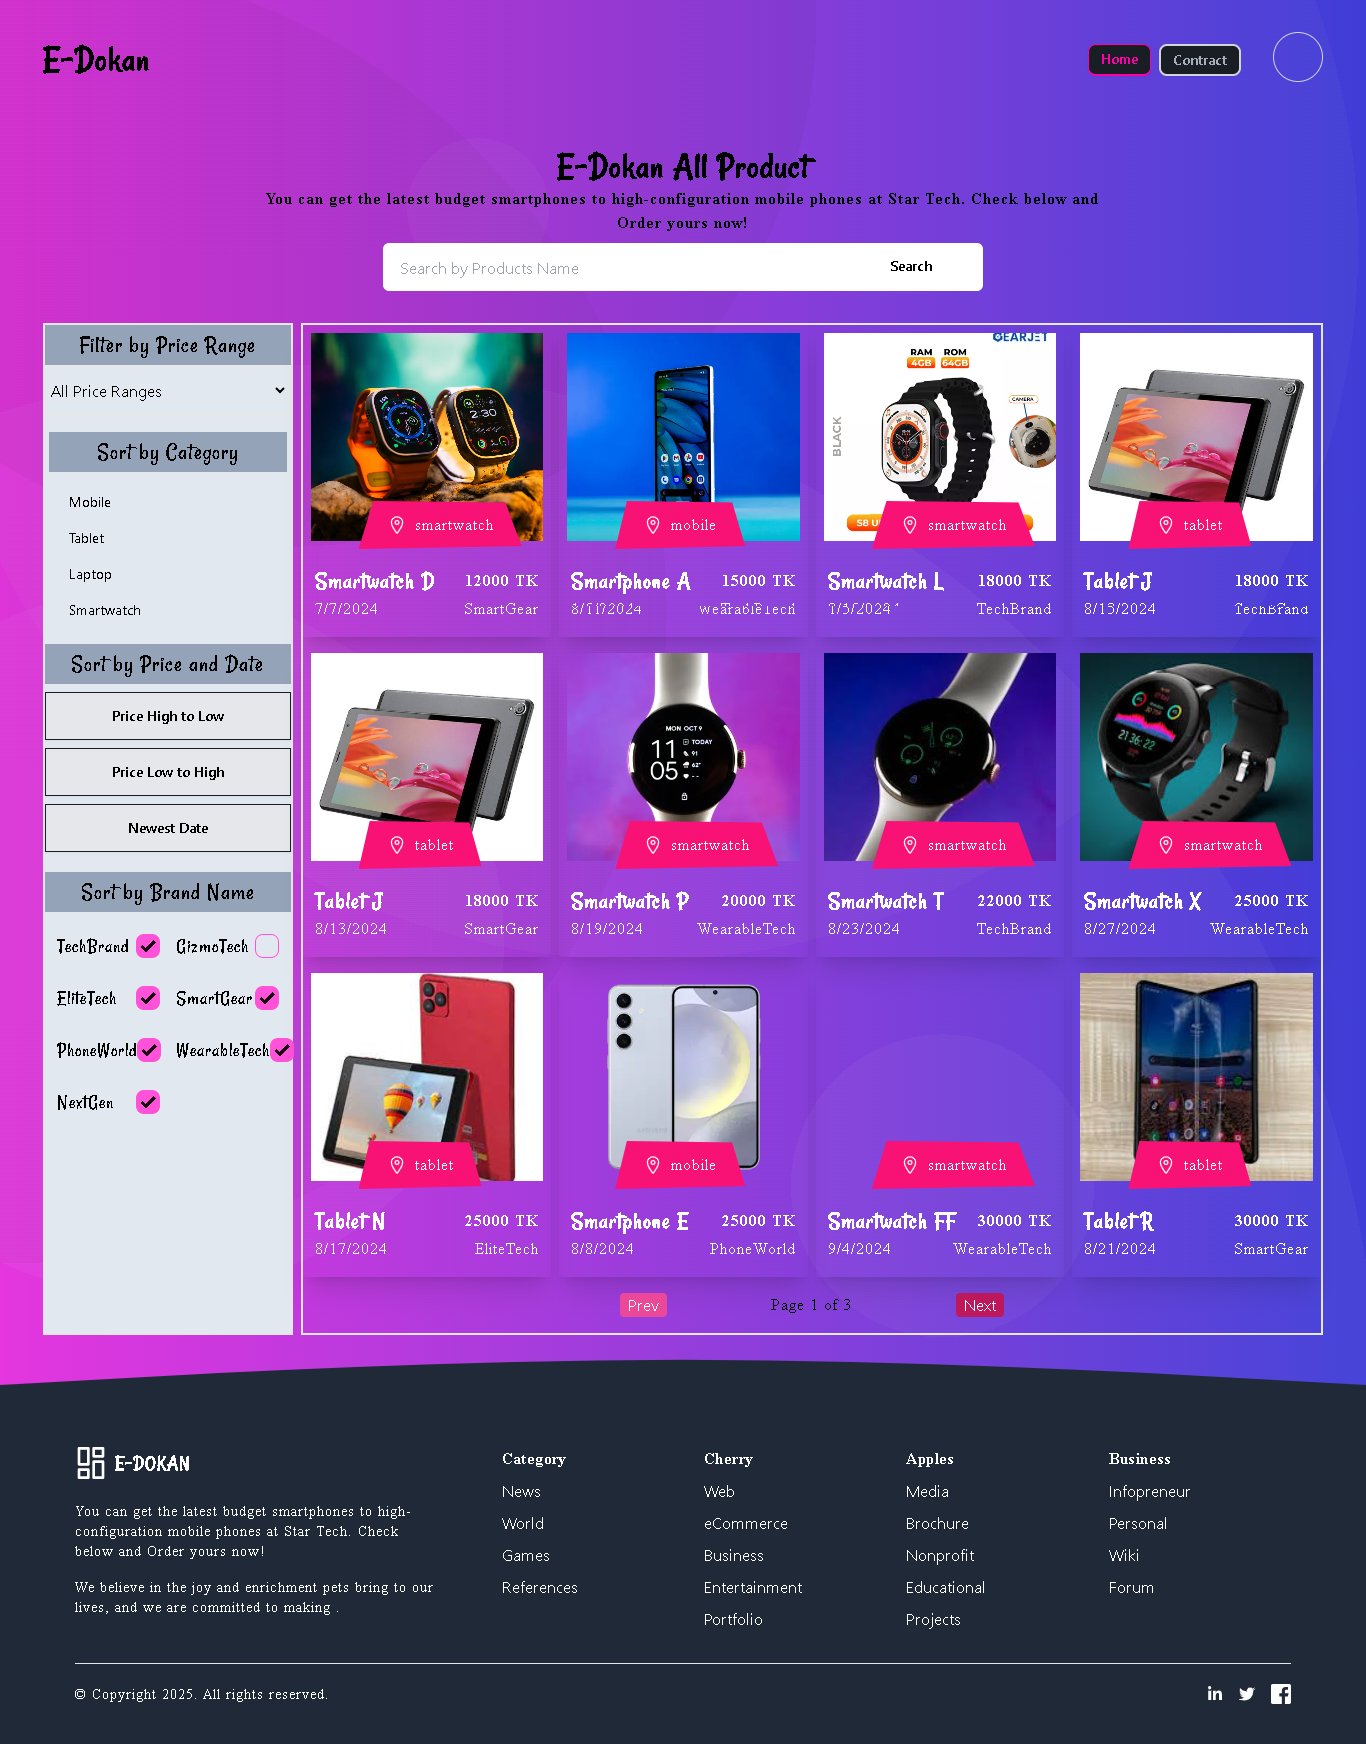 E-Dokan
Home
Contract
E-Dokan All Product
You can get the latest budget smartphones to high-configuration mobile phones at Star Tech. Check below and
Order yours now!
Search by Products Name
Search
Filter by Price Range
All Price Ranges
Sort by Category
Mobile
Tablet
Laptop
Smartwatch
Sort by Price and Date
Price High to Low
Price Low to High
Newest Date
Sort by Brand Name
TechBrand
GizmoTech
EliteTech
SmartGear
PhoneWorld
WearableTech
NextGen
2:30
smartwatch
Smartwatch D
12000 TK
7/7/2024
SmartGear
mobile
Smartphone A
15000 TK
WearableTech
GEARJET
RAM
4GB
ROM
64GB
CAMERA
BLACK
smartwatch
Smartwatch L
18000 TK
TechBrand
tablet
Tablet J
18000 TK
8/15/2024
TechBrand
tablet
Tablet J
18000 TK
8/13/2024
SmartGear
MON OCT 9
11
05
TODAY
91
62°
smartwatch
Smartwatch P
20000 TK
8/19/2024
WearableTech
smartwatch
Smartwatch T
22000 TK
8/23/2024
TechBrand
21:36:22
smartwatch
Smartwatch X
25000 TK
8/27/2024
WearableTech
tablet
Tablet N
25000 TK
8/17/2024
EliteTech
mobile
Smartphone E
25000 TK
8/8/2024
PhoneWorld
smartwatch
Smartwatch FF
30000 TK
9/4/2024
WearableTech
tablet
Tablet R
30000 TK
8/21/2024
SmartGear
Prev
Page 1 of 3
Next
E-DOKAN
You can get the latest budget smartphones to high-
configuration mobile phones at Star Tech. Check
below and Order yours now!
We believe in the joy and enrichment pets bring to our
lives, and we are committed to making .
Category
News
World
Games
References
Cherry
Web
eCommerce
Business
Entertainment
Portfolio
Apples
Media
Brochure
Nonprofit
Educational
Projects
Business
Infopreneur
Personal
Wiki
Forum
© Copyright 2025. All rights reserved.